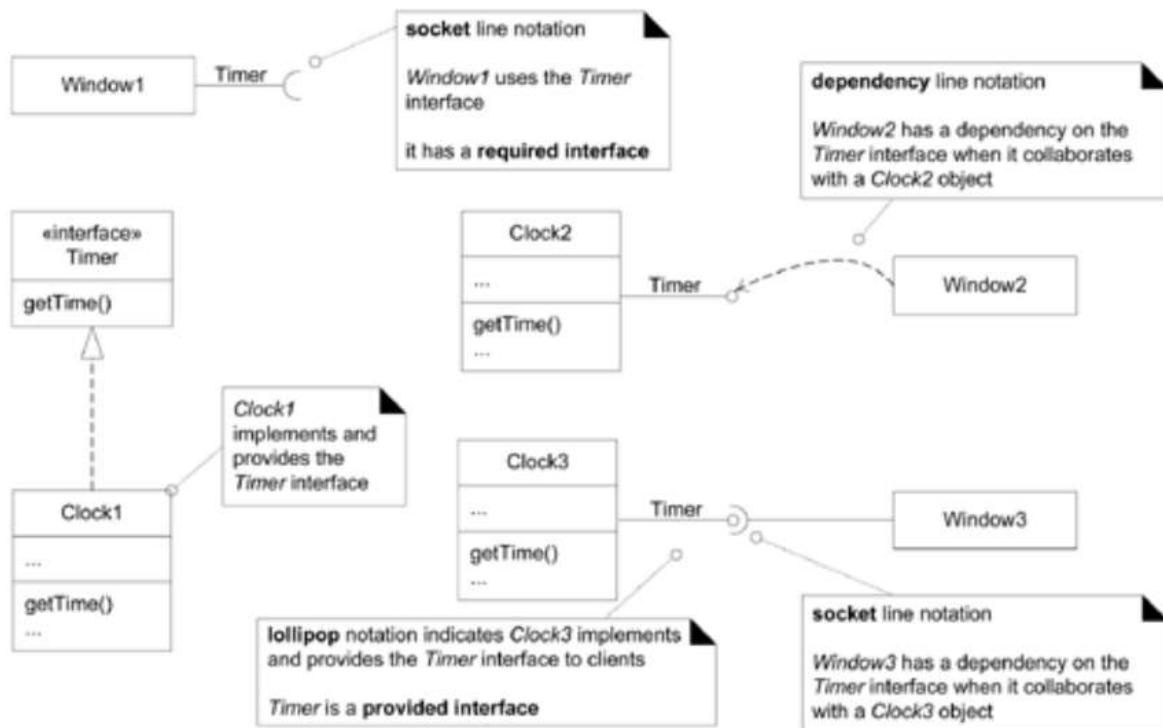 socket line notation
Window1 uses the Timer
interface
it has a required interface
Window1
Timer
dependency line notation
Window2 has a dependency on the
Timer interface when it collaborates
with a Clock2 object
«interface»
Timer
getTime()
Clock2
...
getTime()
...
Timer
Window2
Clock1
implements and
provides the
Timer interface
Clock1
...
getTime()
...
Clock3
...
getTime()
...
Timer
Window3
lollipop notation indicates Clock3 implements
and provides the Timer interface to clients
Timer is a provided interface
socket line notation
Window3 has a dependency on the
Timer interface when it collaborates
with a Clock3 object